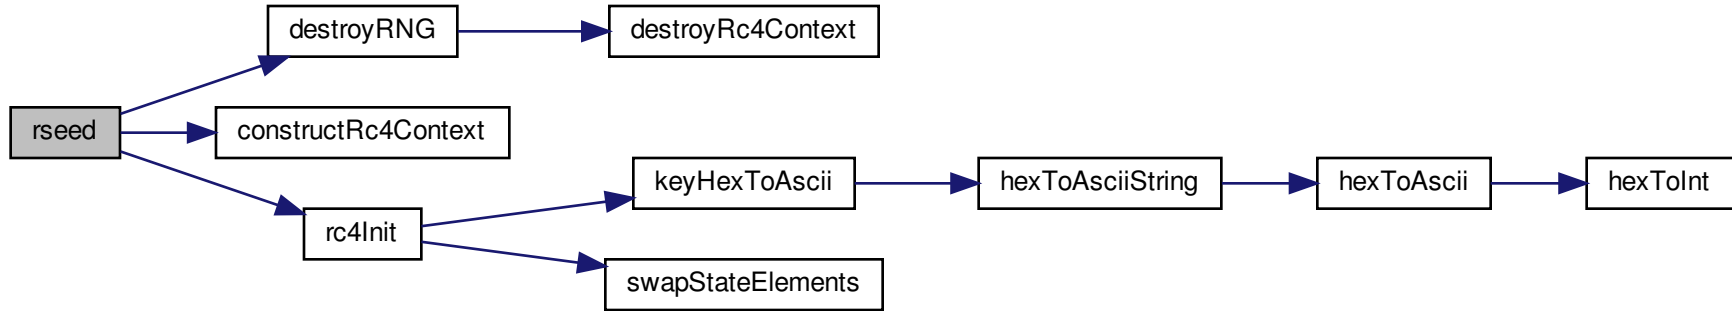 destroyRNG
destroyRc4Context
rseed
constructRc4Context
keyHexToAscii
hexToAsciiString
hexToAscii
hexToInt
rc4Init
swapStateElements